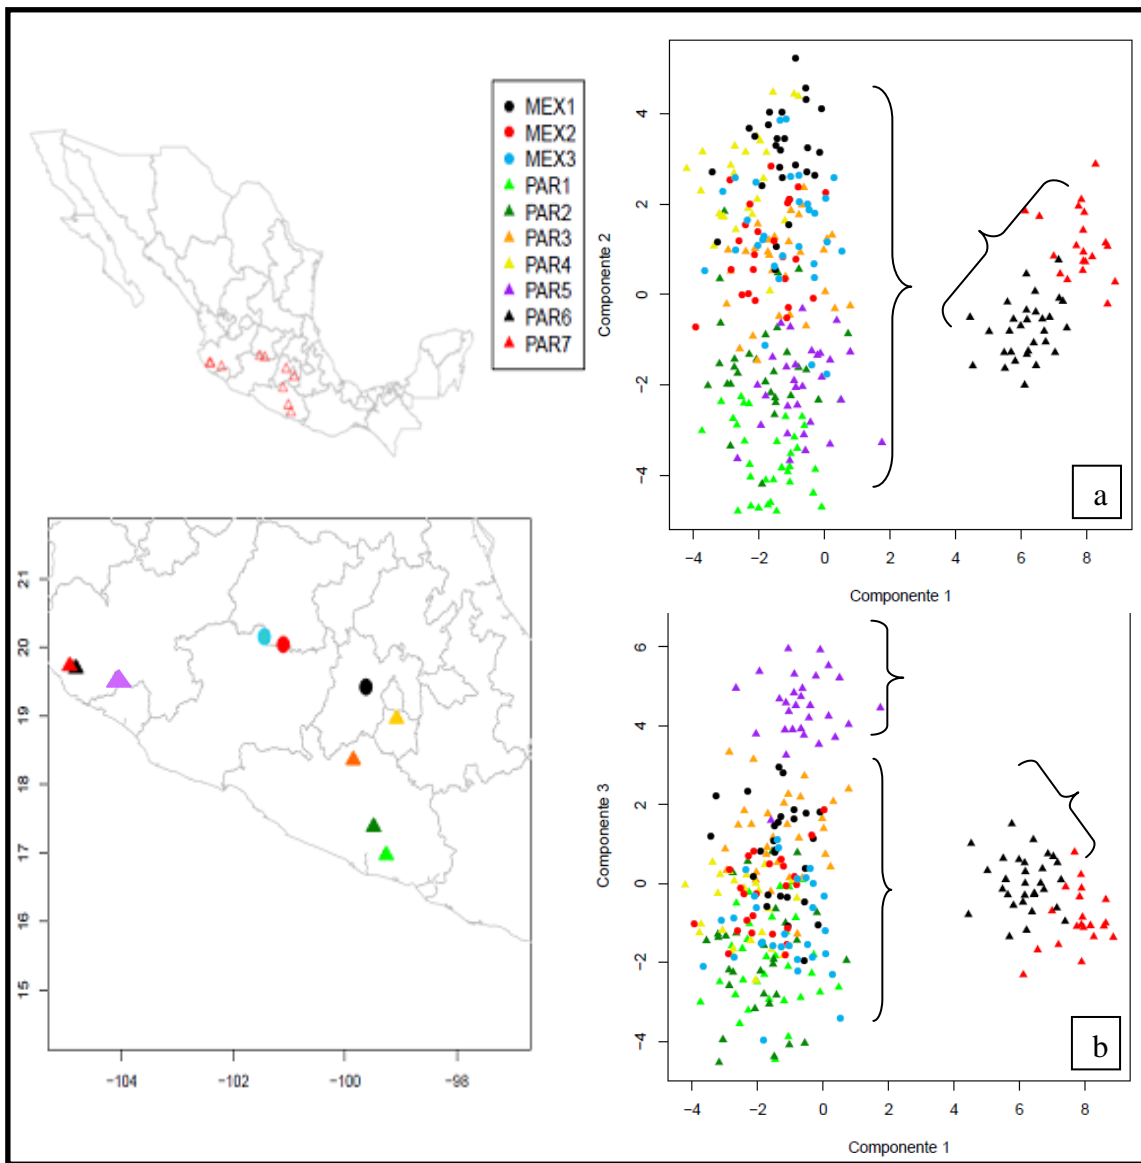 MEX1
MEX2
MEX3
PAR1
PAR2
PAR3
PAR4
PAR5
PAR6
PAR7
Componente 2
4
2
0
−2
−4
a
−4 −2 0 2 4 6 8
Componente 1
21
20
19
18
17
16
15
−104 −102 −100 −98
Componente 3
6
4
2
0
−2
−4
b
−4 −2 0 2 4 6 8
Componente 1